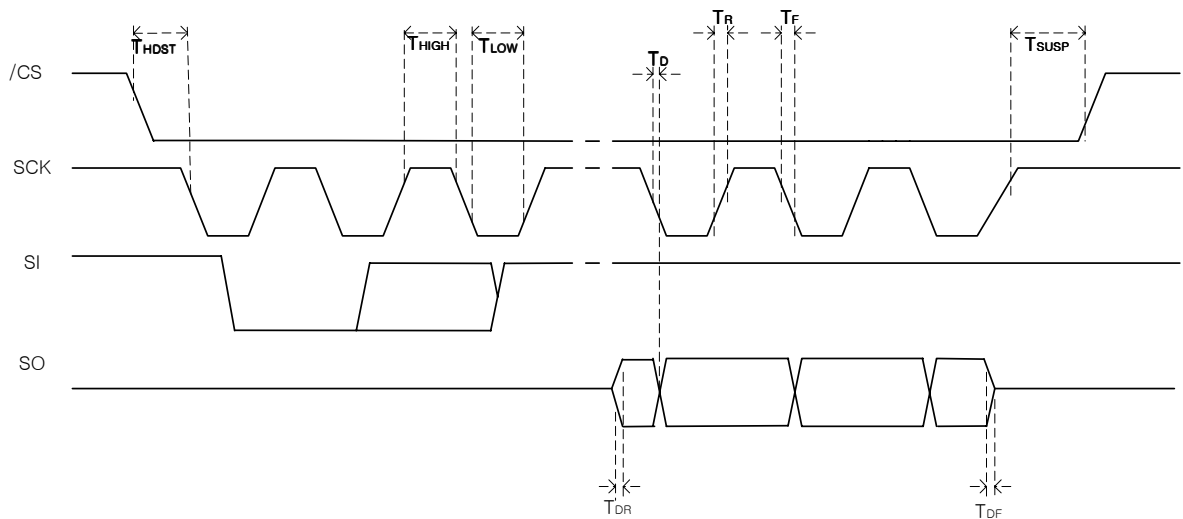 THDST
THIGH
TLOW
TD
TR
TF
TSUSP
/CS
SCK
SI
SO
TDR
TDF